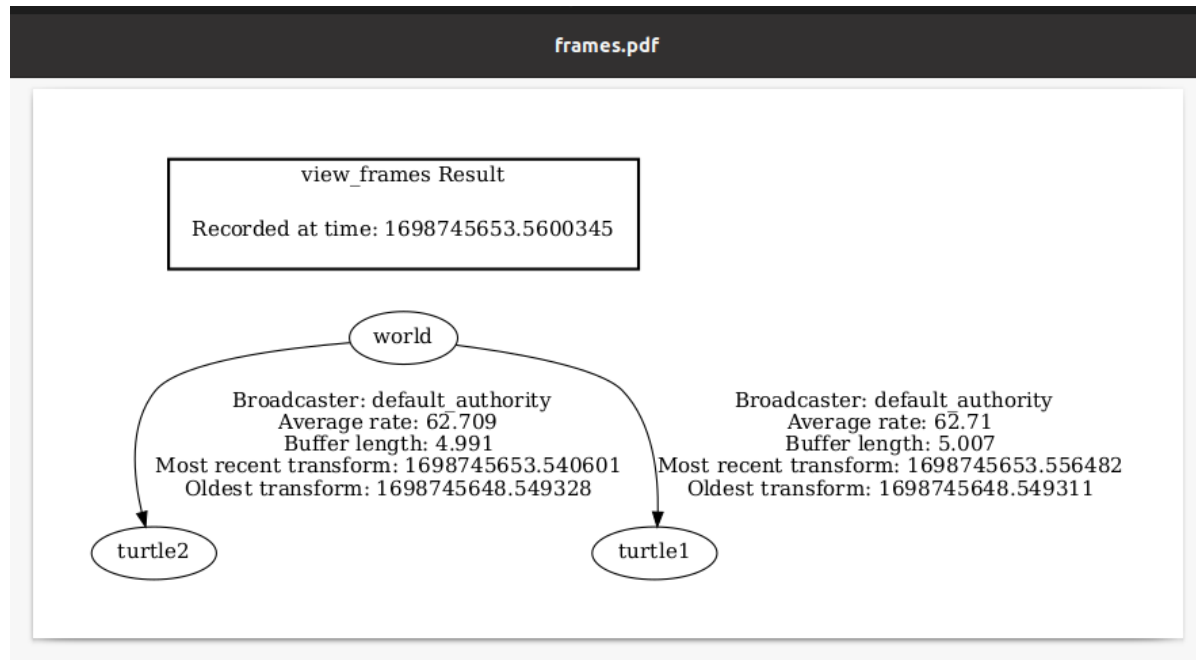 frames.pdf
view_frames Result
Recorded at time: 1698745653.5600345
world
Broadcaster: default_authority
Average rate: 62.709
Buffer length: 4.991
Most recent transform: 1698745653.540601
Oldest transform: 1698745648.549328
Broadcaster: default_authority
Average rate: 62.71
Buffer length: 5.007
Most recent transform: 1698745653.556482
Oldest transform: 1698745648.549311
turtle2
turtle1